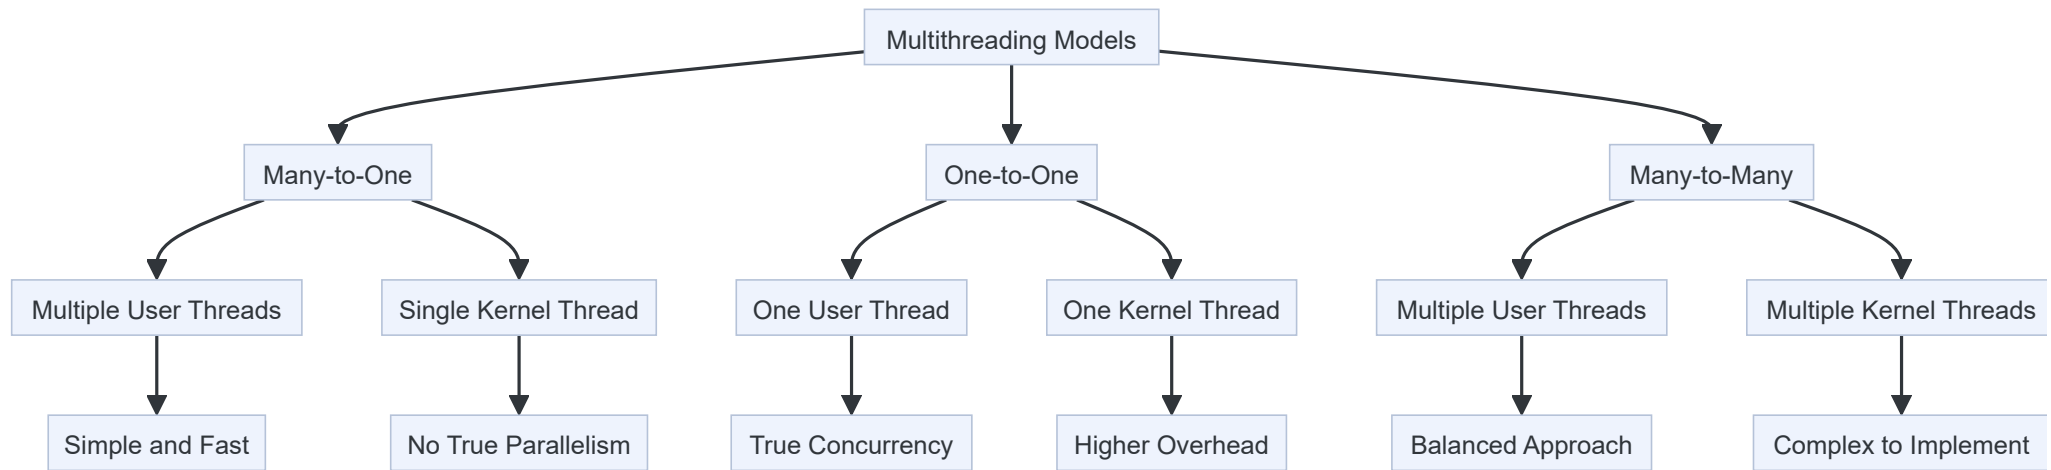 Multithreading Models
Many-to-One
One-to-One
Many-to-Many
Multiple User Threads
Single Kernel Thread
One User Thread
One Kernel Thread
Multiple User Threads
Multiple Kernel Threads
Simple and Fast
No True Parallelism
True Concurrency
Higher Overhead
Balanced Approach
Complex to Implement